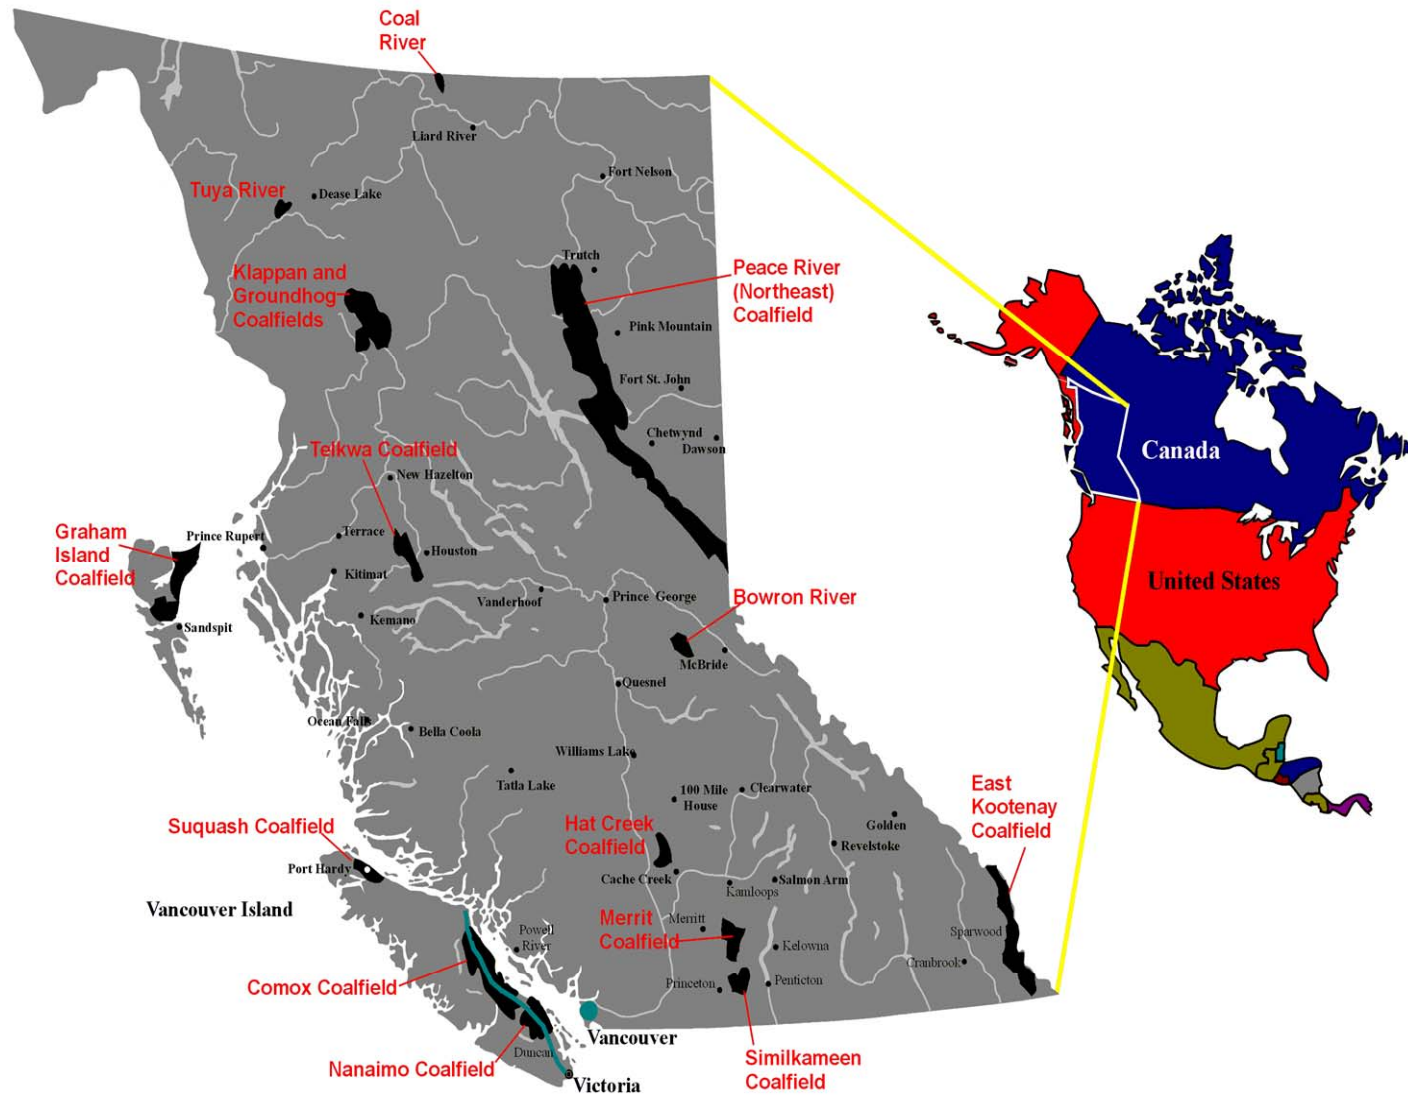 Coal
River
Liard River
Fort Nelson
Tuya River
Dease Lake
Trutch
Klappan and
Groundhog
Coalfields
Peace River
(Northeast)
Coalfield
Pink Mountain
Fort St. John
Chetwynd
Dawson
Telkwa Coalfield
New Hazelton
Canada
Graham
Island
Coalfield
Prince Rupert
Terrace
Houston
Kitimat
United States
Vanderhoof
Prince George
Bowron River
Kemano
Sandspit
McBride
Quesnel
Ocean Falls
Bella Coola
Williams Lake
Tatla Lake
100 Mile
House
Clearwater
East
Kootenay
Coalfield
Suquash Coalfield
Hat Creek
Coalfield
Golden
Revelstoke
Port Hardy
Cache Creek
Kamloops
Salmon Arm
Vancouver Island
Merrit
Coalfield
Merritt
Powell
River
Sparwood
Kelowna
Cranbrook
Comox Coalfield
Princeton
Penticton
Vancouver
Duncan
Nanaimo Coalfield
Similkameen
Coalfield
Victoria